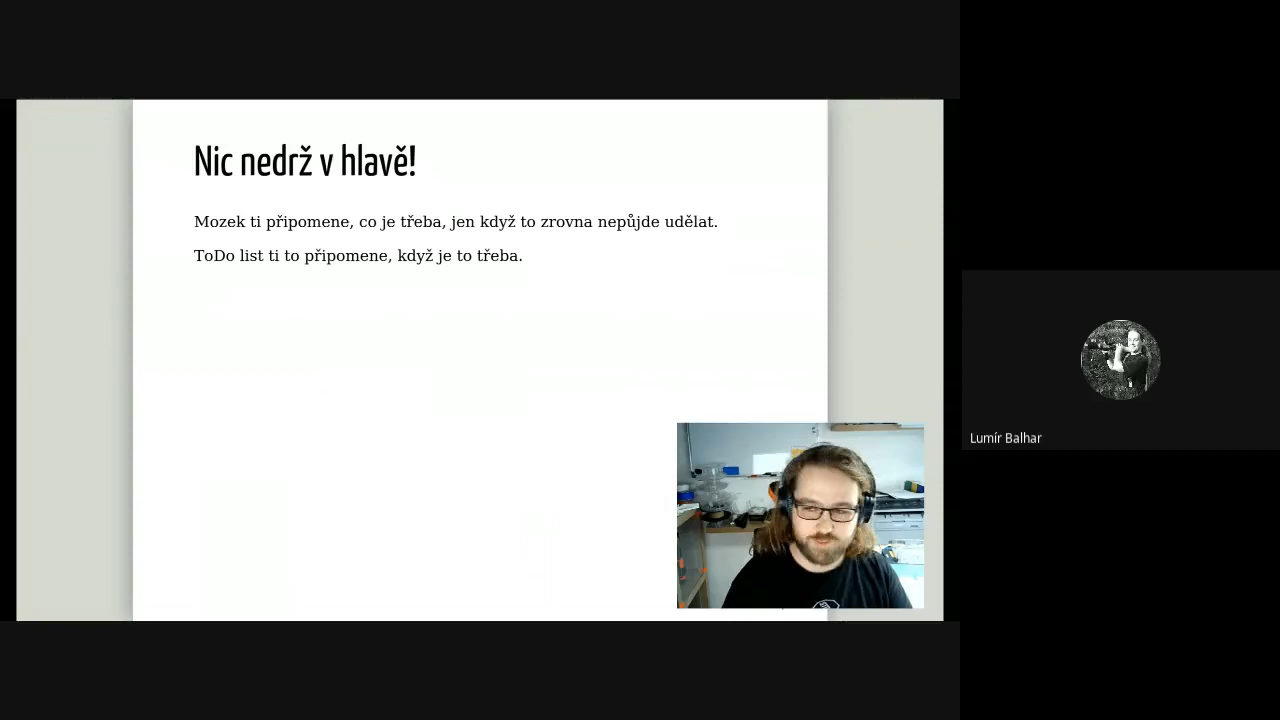 Nic nedrž v hlavě!
Mozek ti připomene, co je třeba, jen když to zrovna nepůjde udělat.
ToDo list ti to připomene, když je to třeba.
Lumír Balhar